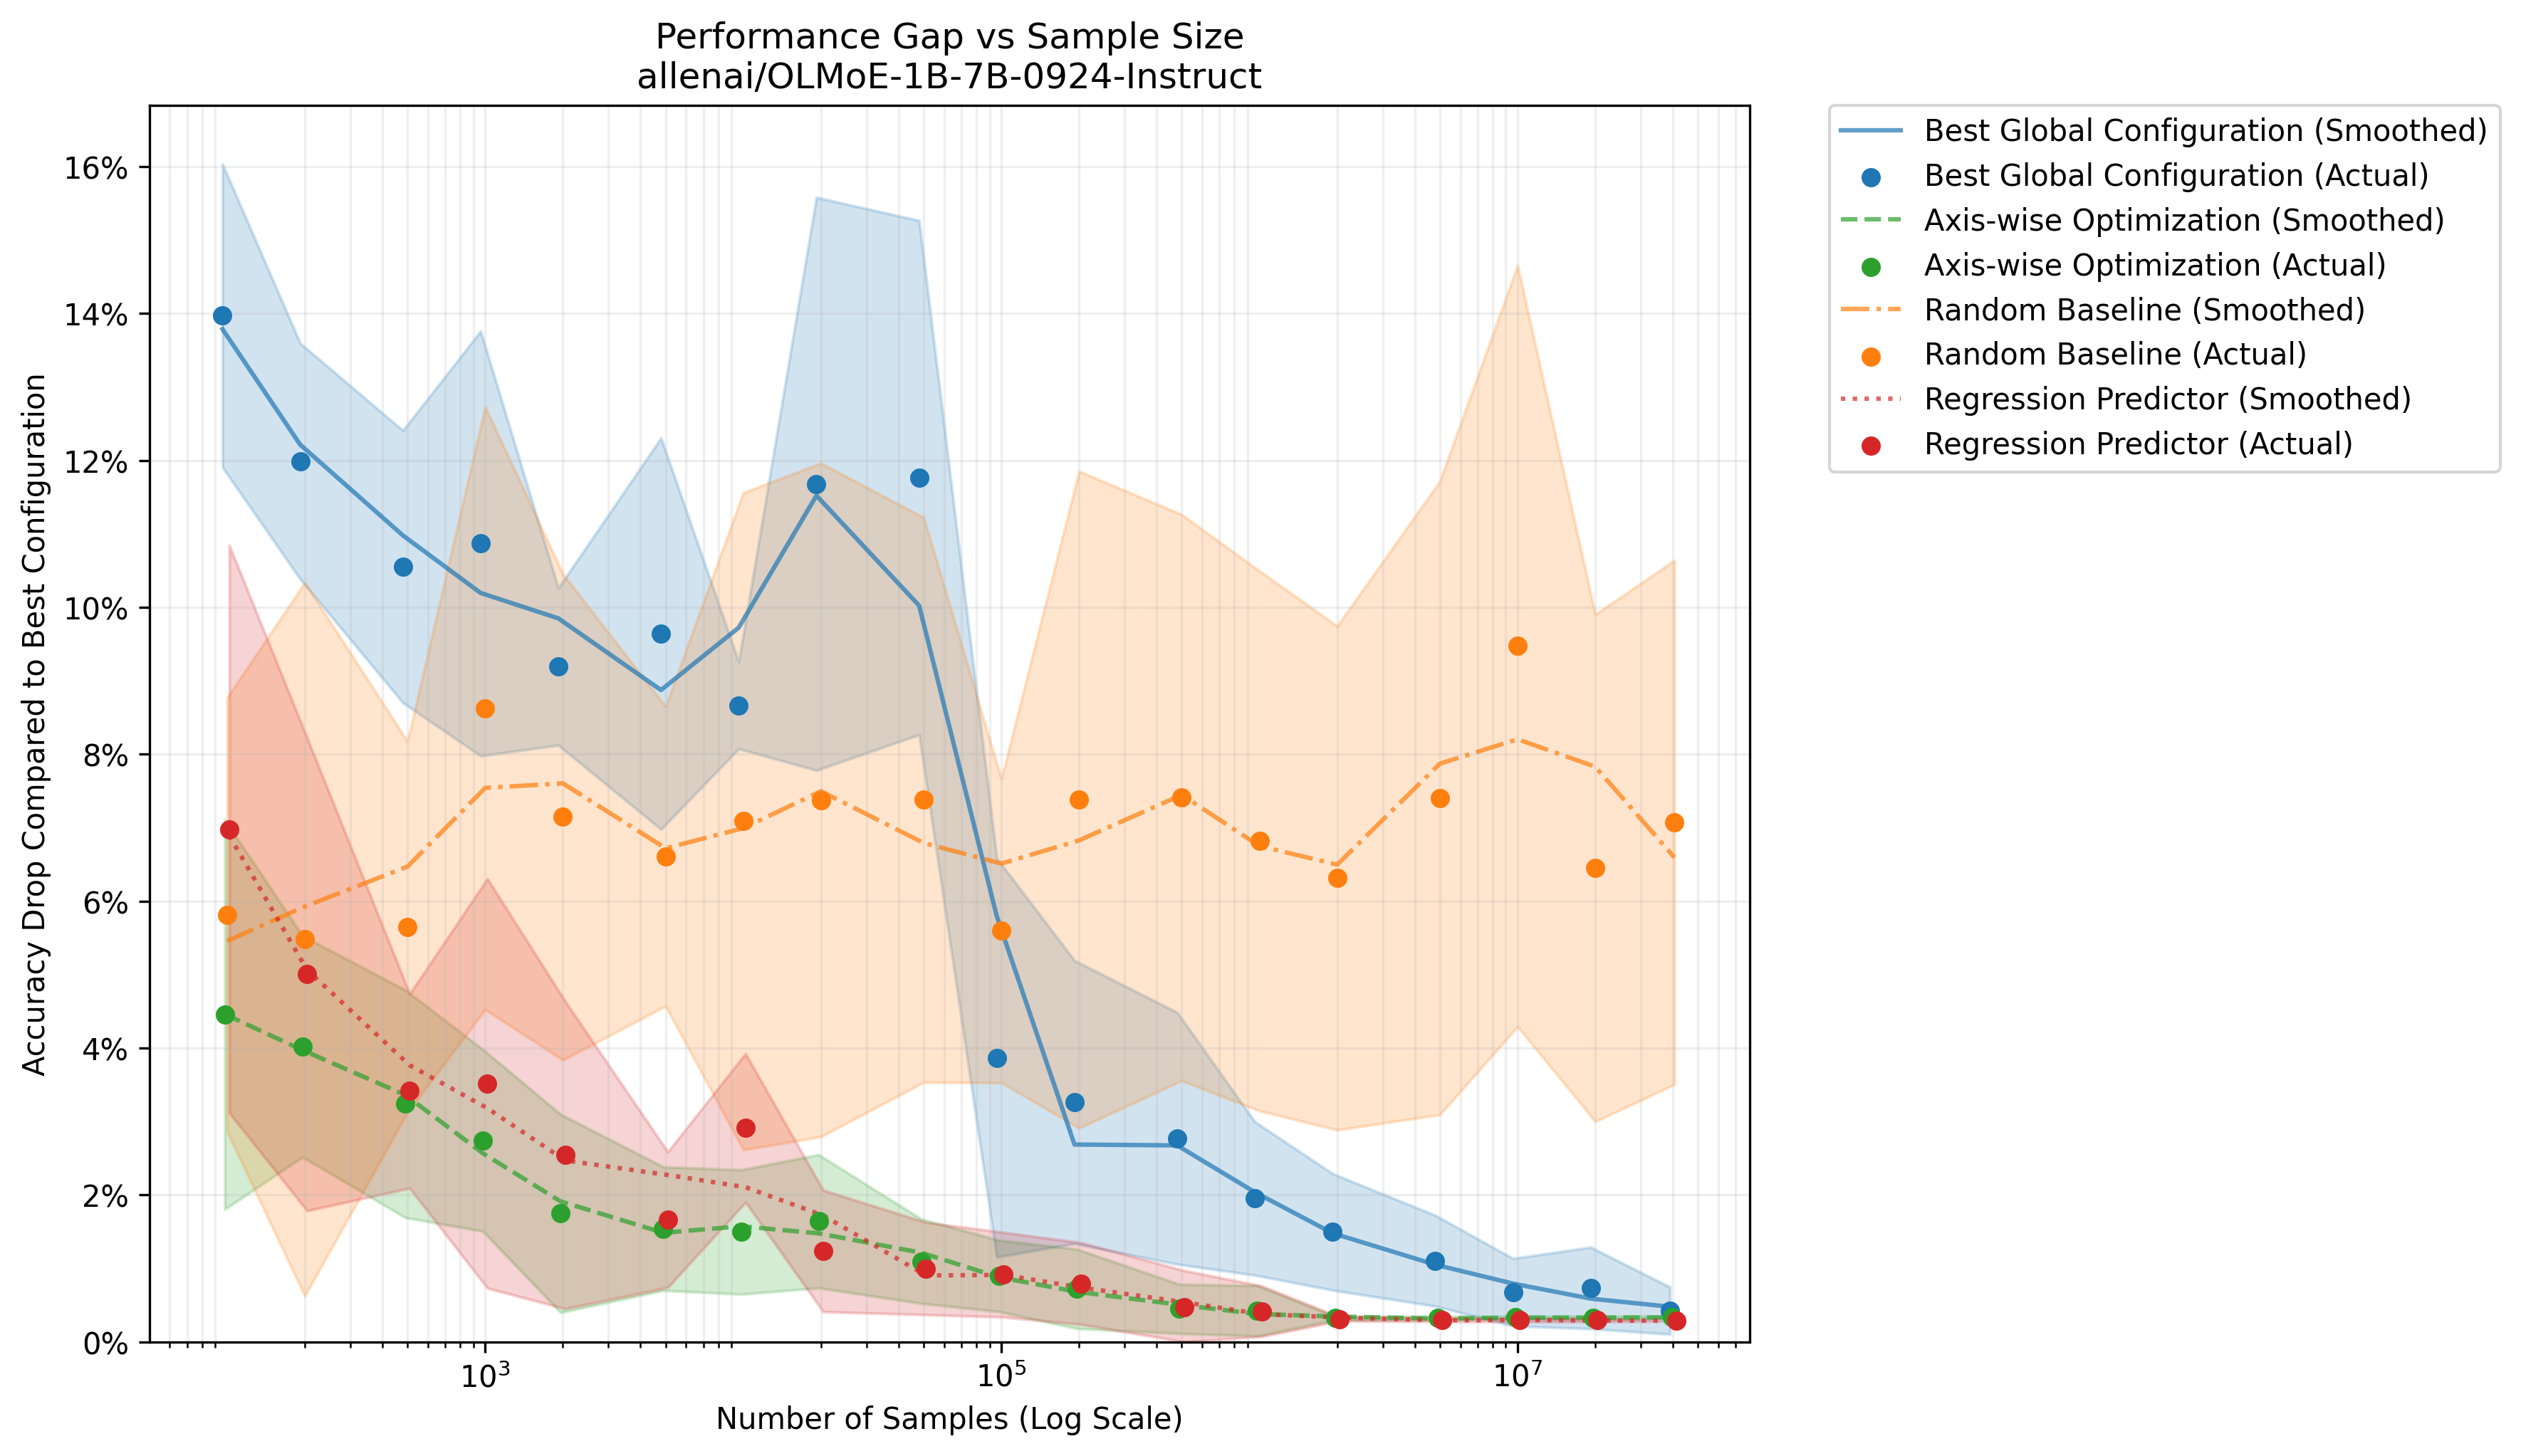 Performance Gap vs Sample Size
allenai/OLMoE-1B-7B-0924-Instruct
Accuracy Drop Compared to Best Configuration
16%
14%
12%
10%
8%
6%
4%
2%
0%
10³
10⁵
10⁷
Number of Samples (Log Scale)
Best Global Configuration (Smoothed)
Best Global Configuration (Actual)
Axis-wise Optimization (Smoothed)
Axis-wise Optimization (Actual)
Random Baseline (Smoothed)
Random Baseline (Actual)
Regression Predictor (Smoothed)
Regression Predictor (Actual)